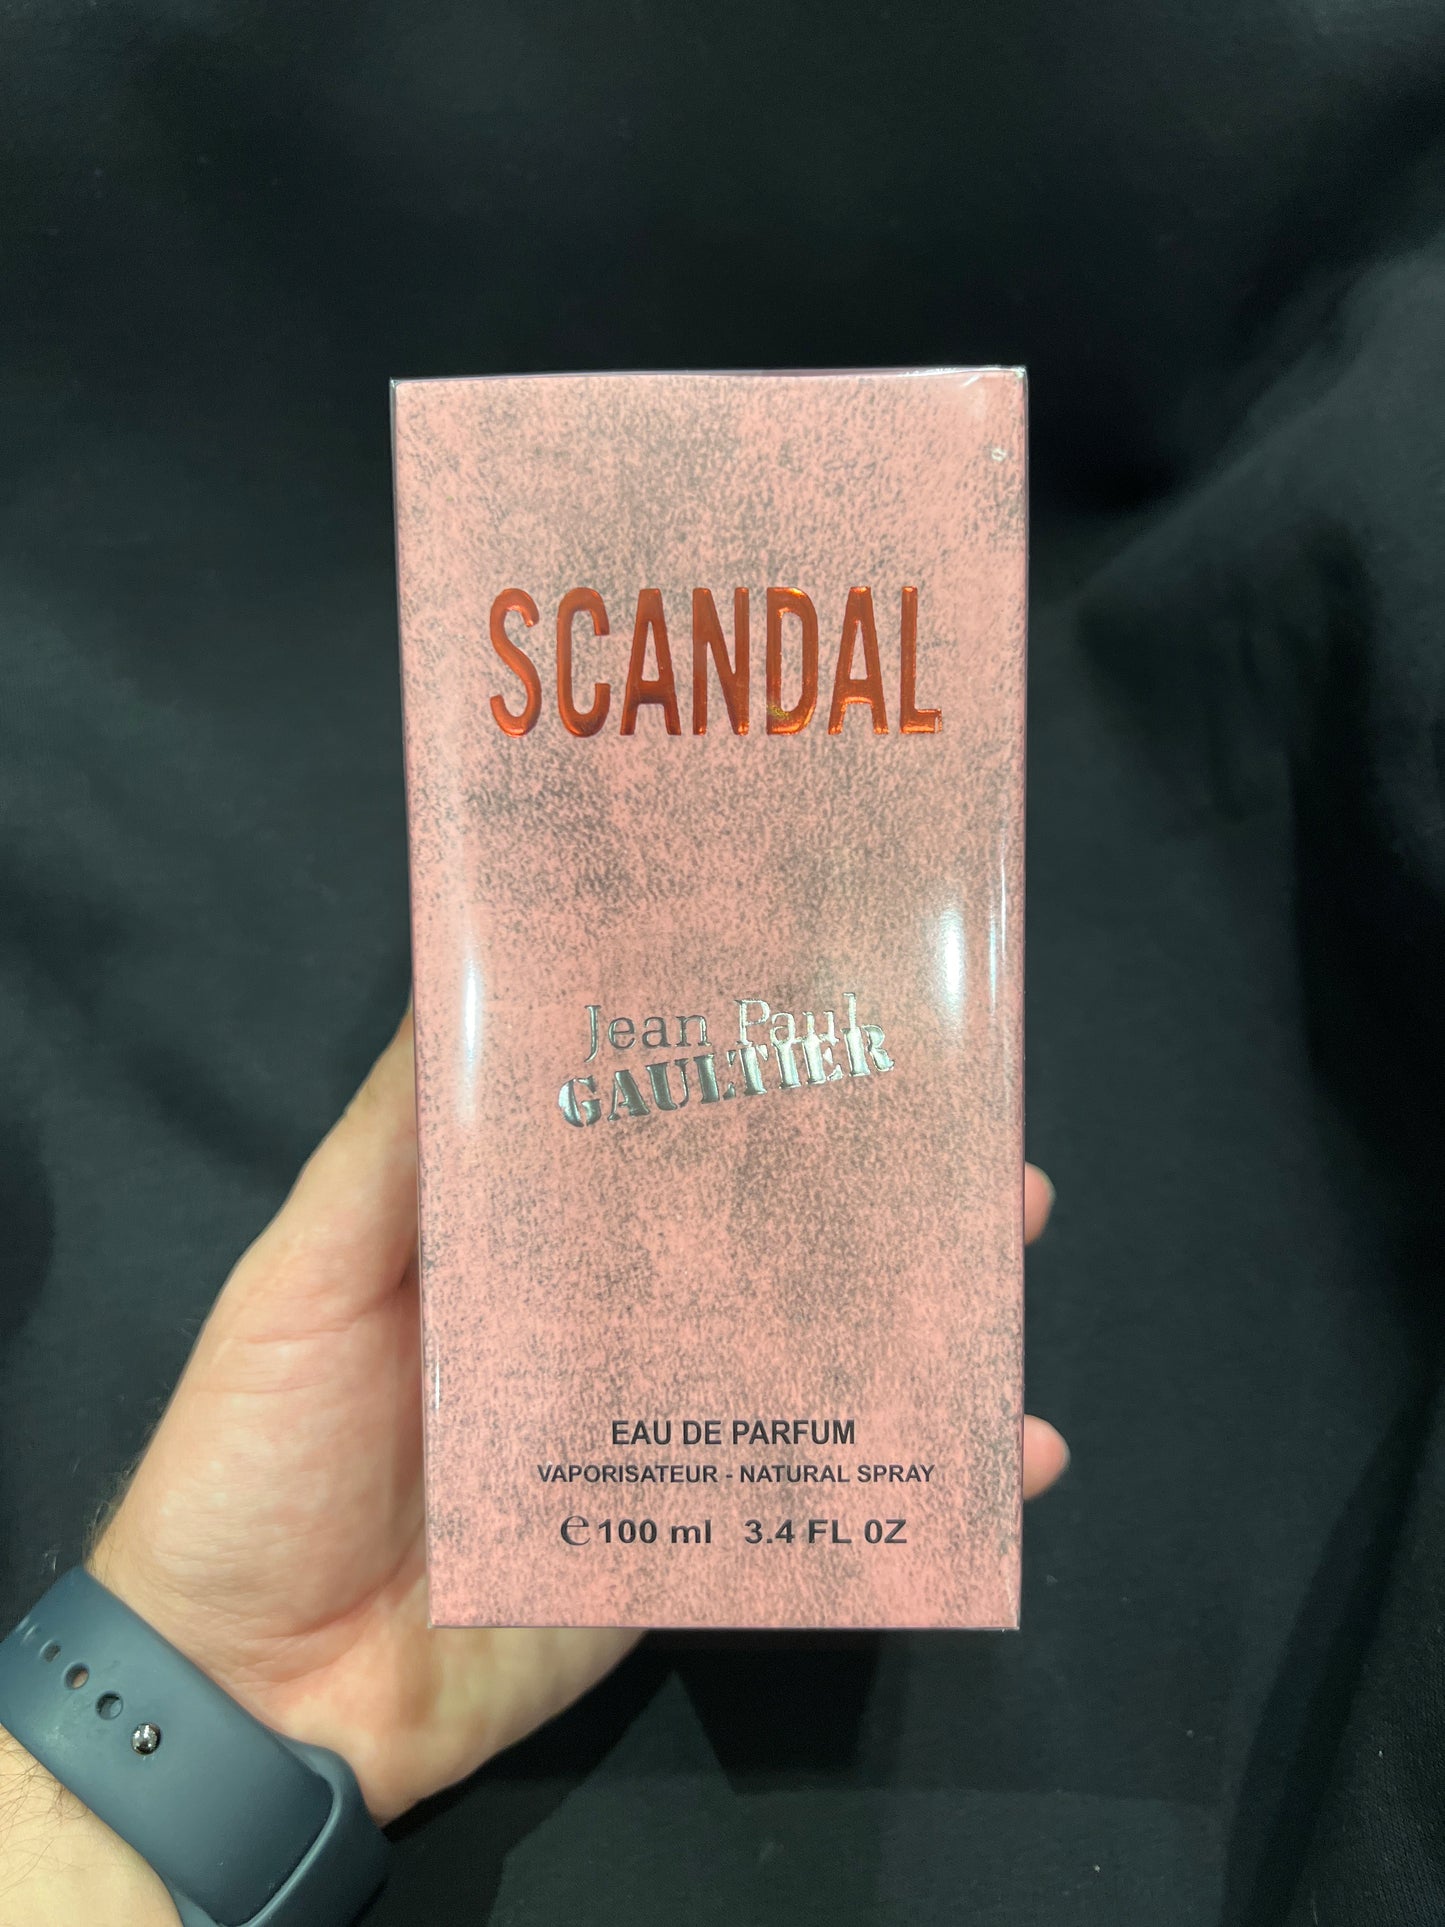 SCANDAL
Jean Paul
GAULTIER
EAU DE PARFUM
VAPORISATEUR - NATURAL SPRAY
℮ 100 ml 3.4 FL 0Z